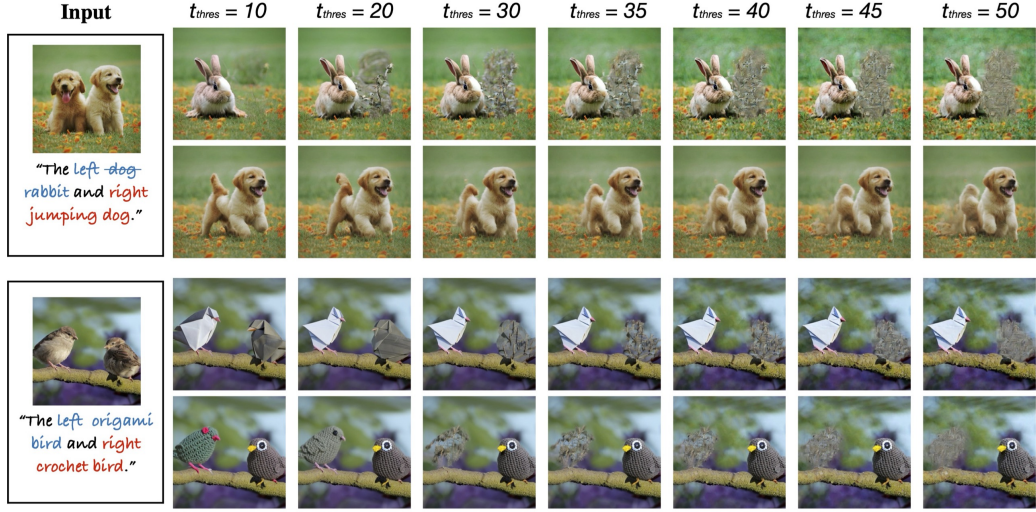 Input
t_thres = 10 t_thres = 20 t_thres = 30 t_thres = 35 t_thres = 40 t_thres = 45 t_thres = 50
“The left dog
rabbit and right
jumping dog.”
“The left origami
bird and right
crochet bird.”